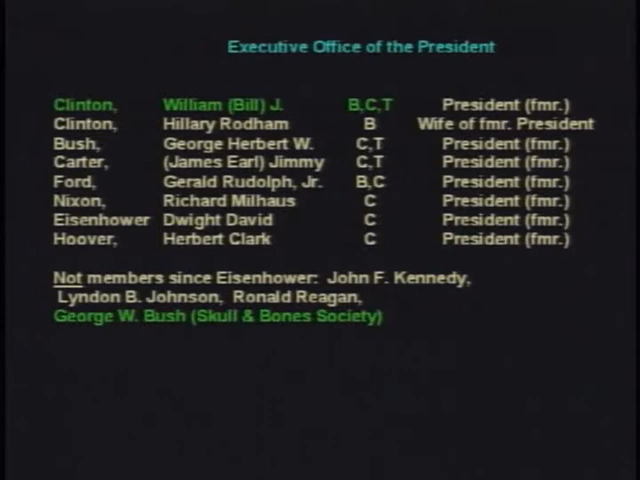 Executive Office of the President
Clinton, William (Bill) J. B,C,T President (fmr.)
Clinton, Hillary Rodham B Wife of fmr. President
Bush, George Herbert W. C,T President (fmr.)
Carter, (James Earl) Jimmy C,T President (fmr.)
Ford, Gerald Rudolph, Jr. B,C President (fmr.)
Nixon, Richard Milhaus C President (fmr.)
Eisenhower Dwight David C President (fmr.)
Hoover, Herbert Clark C President (fmr.)
Not members since Eisenhower: John F. Kennedy,
Lyndon B. Johnson, Ronald Reagan,
George W. Bush (Skull & Bones Society)